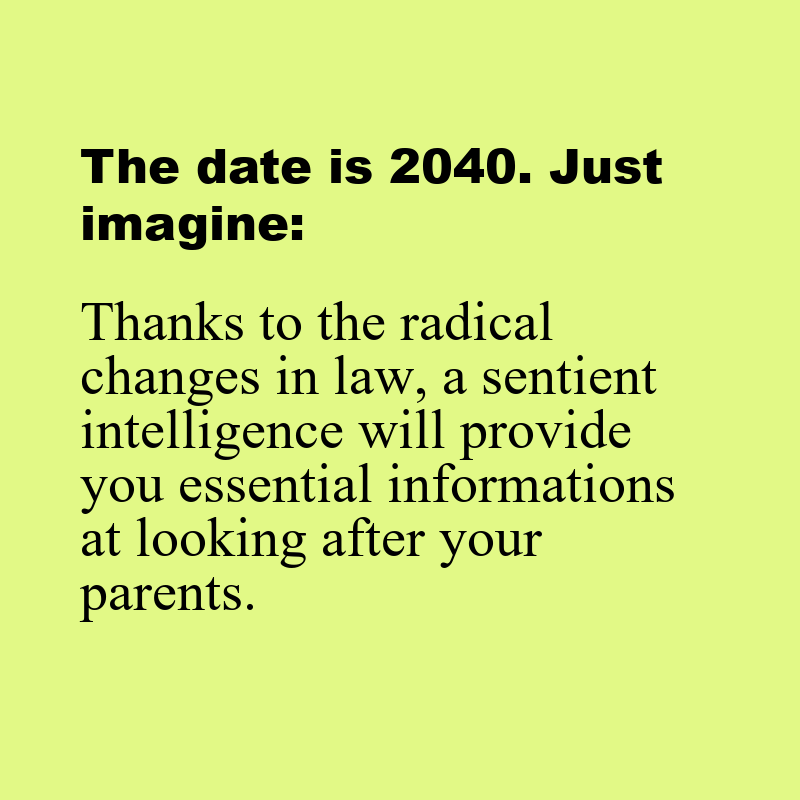 The date is 2040. Just
imagine:
Thanks to the radical
changes in law, a sentient
intelligence will provide
you essential informations
at looking after your
parents.